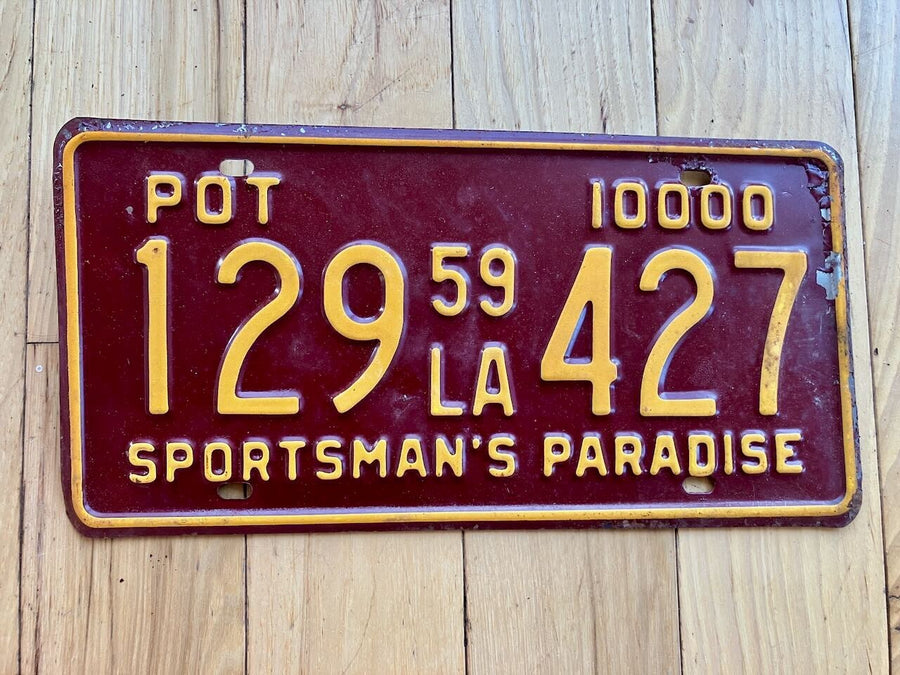 POT 10000
129 59 LA 427
SPORTSMAN'S PARADISE